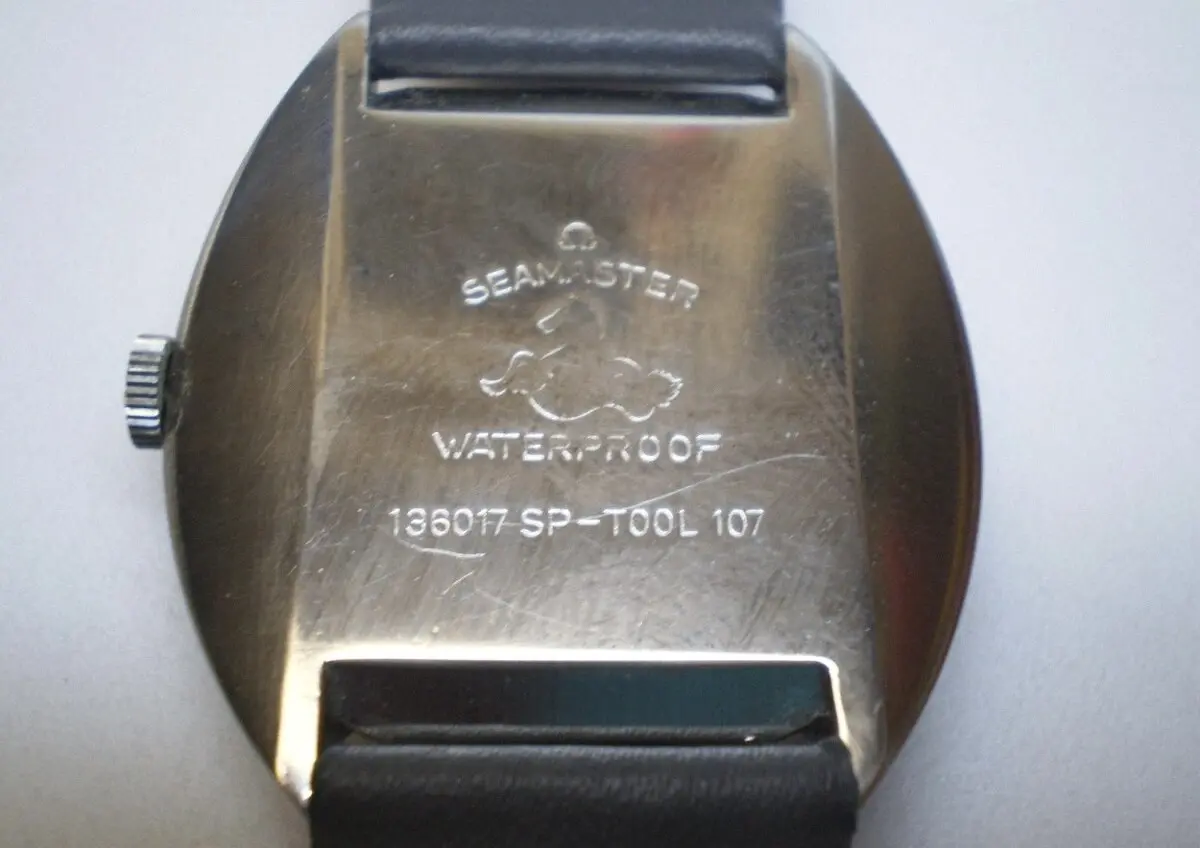 Ω
SEAMASTER
WATERPROOF
136017 SP-TOOL 107